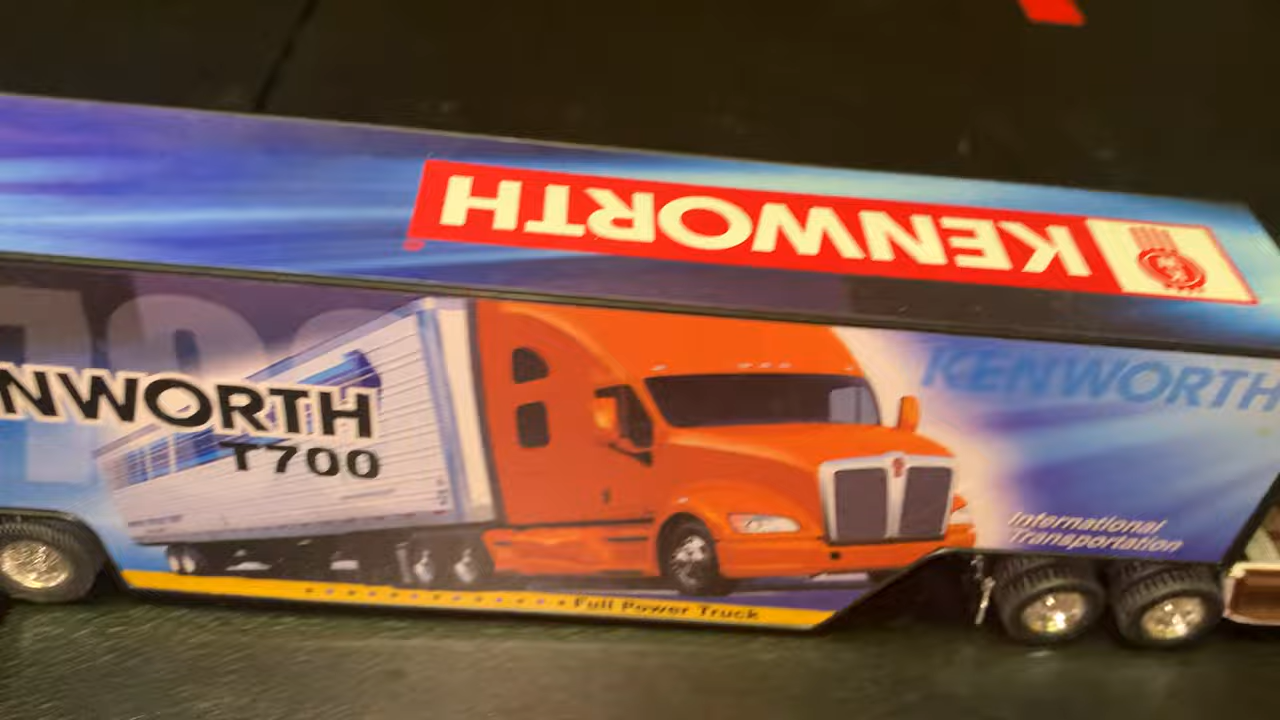 KENWORTH
KENWORTH
NWORTH
T700
International
Transportation
Full Power Truck